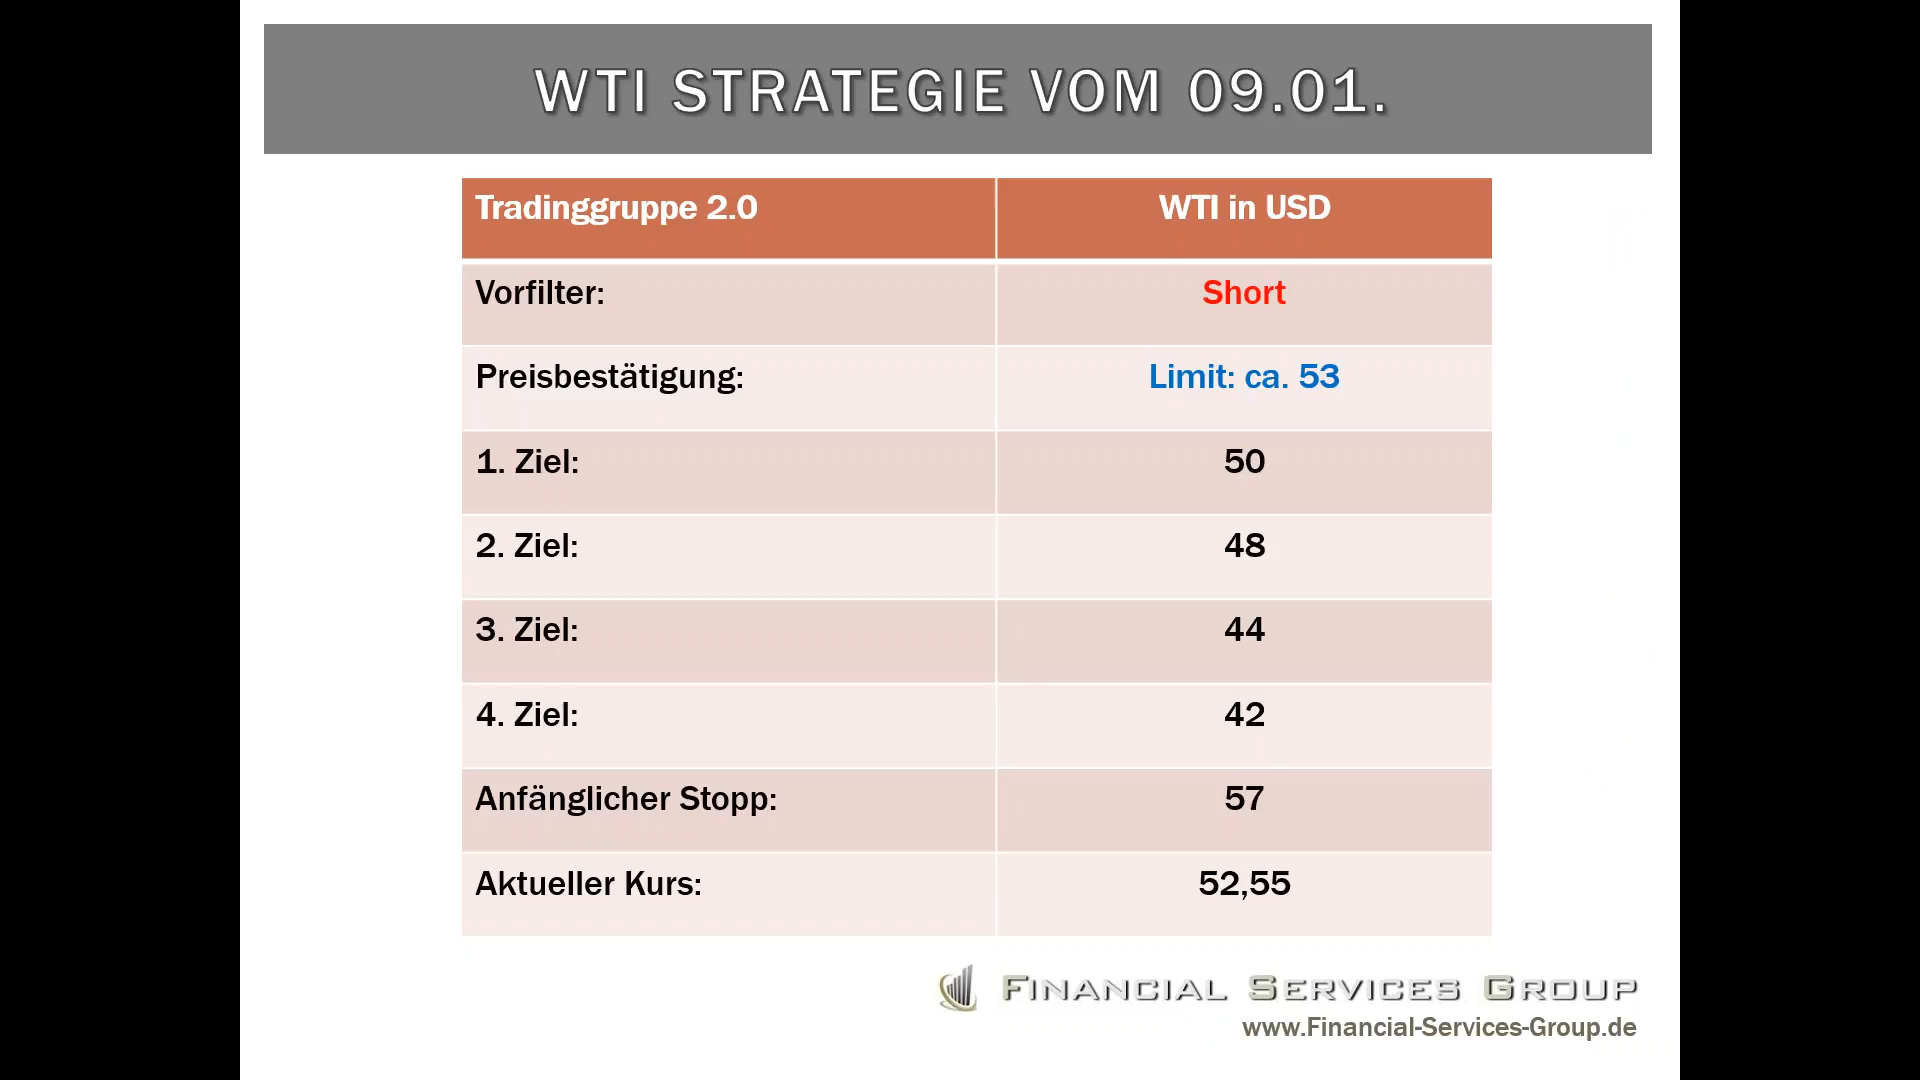 WTI STRATEGIE VOM 09.01.
Tradinggruppe 2.0 WTI in USD
Vorfilter: Short
Preisbestätigung: Limit: ca. 53
1. Ziel: 50
2. Ziel: 48
3. Ziel: 44
4. Ziel: 42
Anfänglicher Stopp: 57
Aktueller Kurs: 52,55
FINANCIAL SERVICES GROUP
www.Financial-Services-Group.de